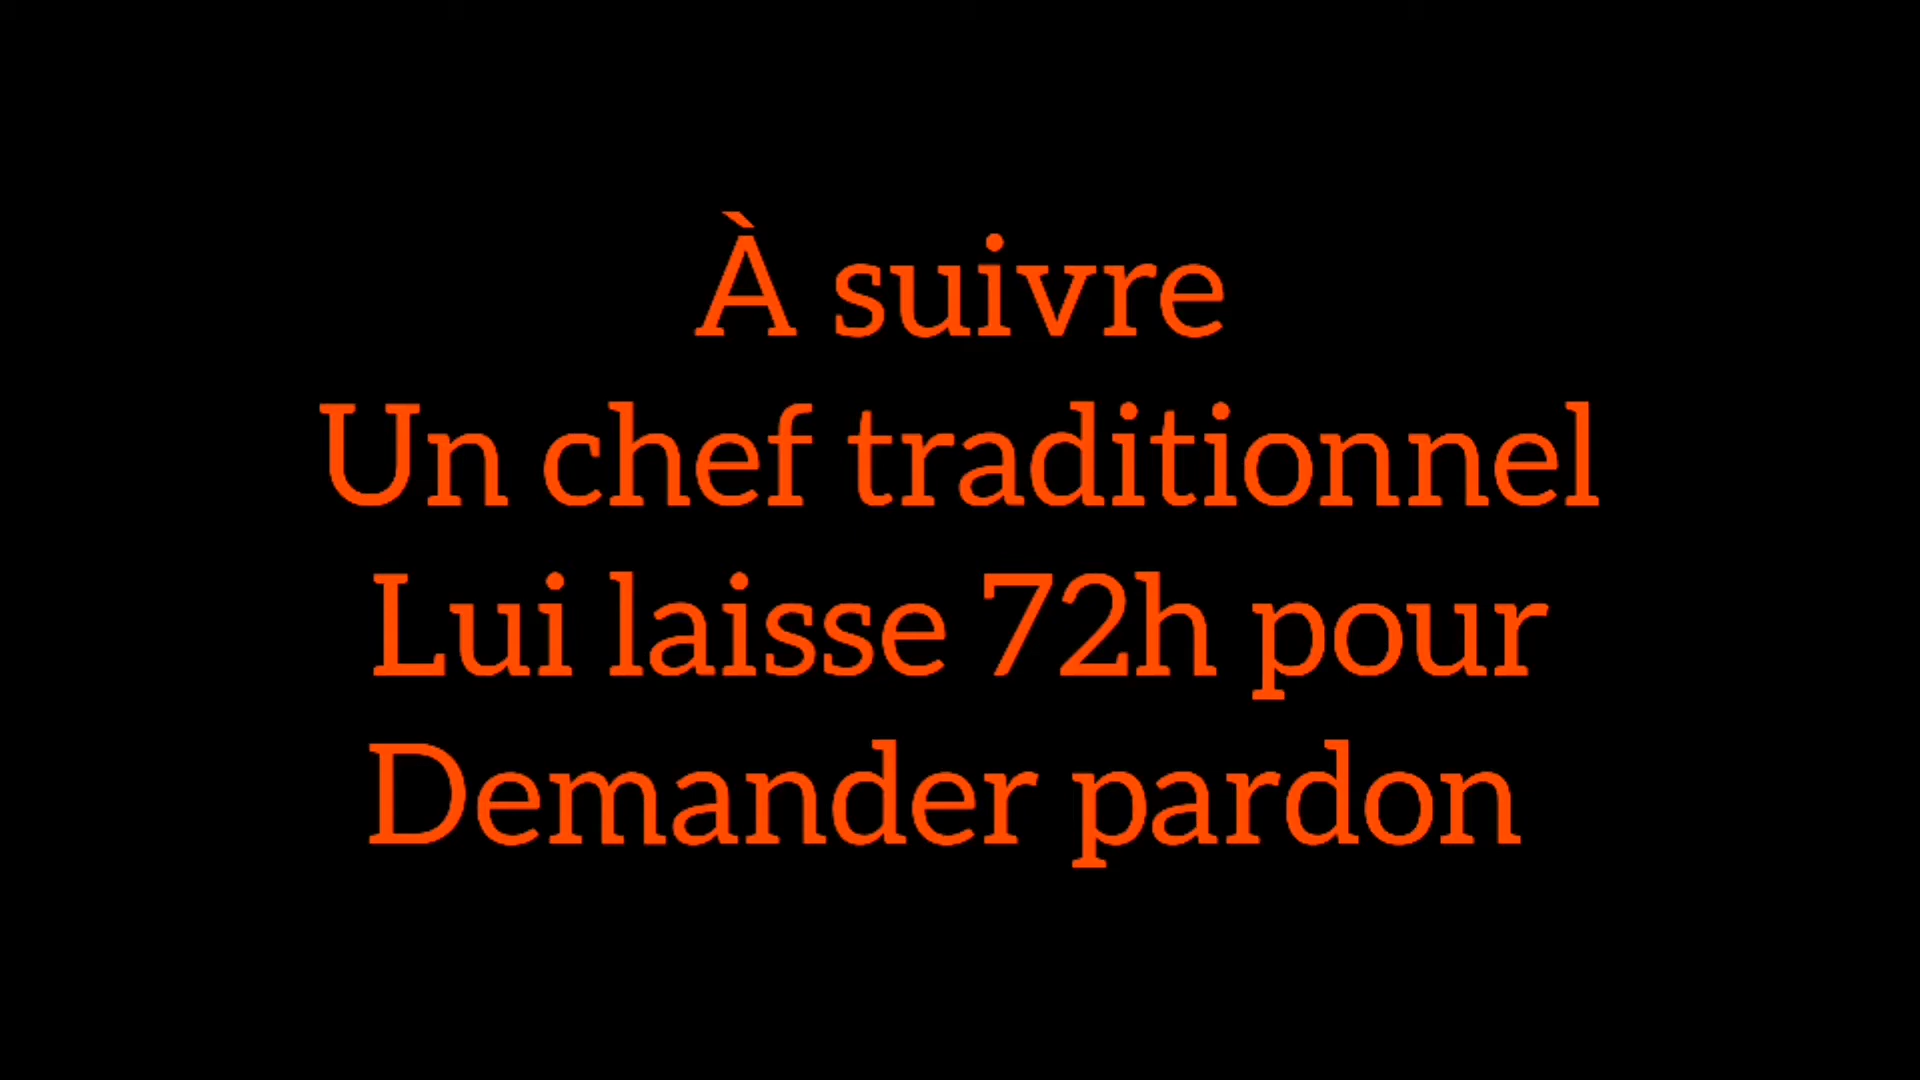 À suivre
Un chef traditionnel
Lui laisse 72h pour
Demander pardon